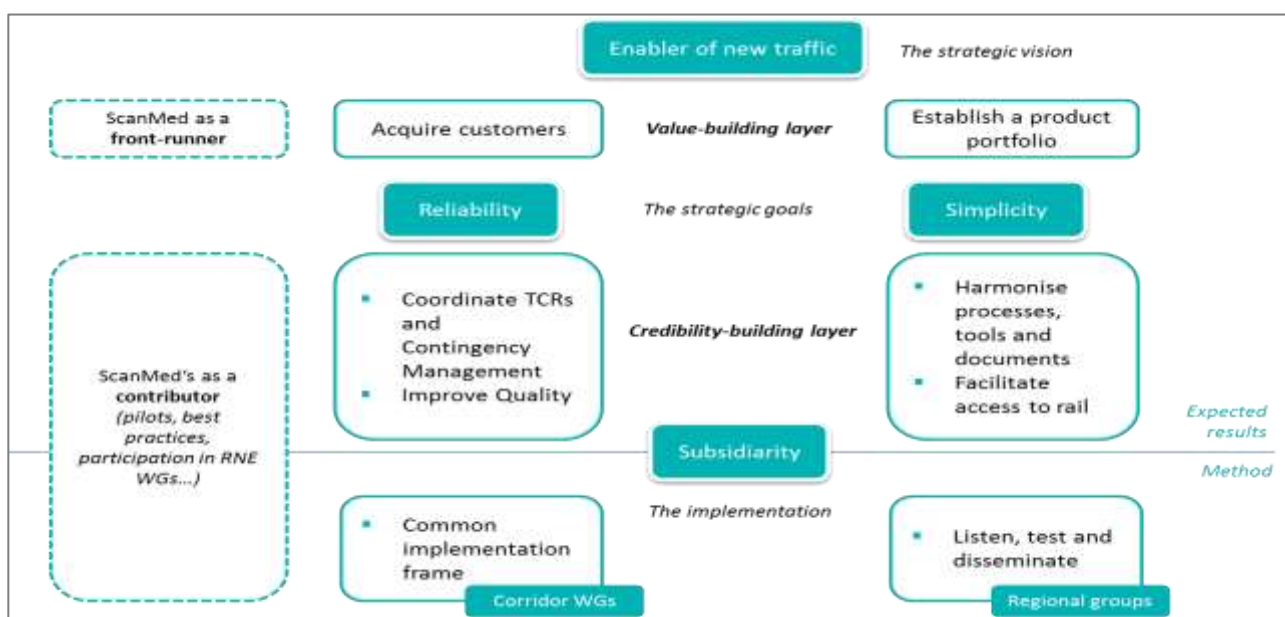 Enabler of new traffic
The strategic vision
ScanMed as a
front-runner
Acquire customers
Value-building layer
Establish a product
portfolio
Reliability
The strategic goals
Simplicity
ScanMed's as a
contributor
(pilots, best
practices,
participation in RNE
WGs...)
▪ Coordinate TCRs
and
Contingency
Management
▪ Improve Quality
Credibility-building layer
▪ Harmonise
processes,
tools and
documents
▪ Facilitate
access to rail
Expected
results
Subsidiarity
Method
The implementation
▪ Common
implementation
frame
Corridor WGs
▪ Listen, test and
disseminate
Regional groups